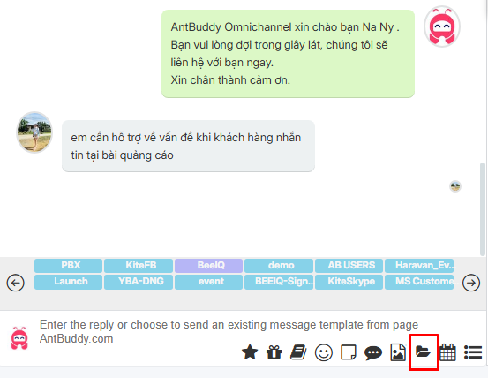 AntBuddy Omnichannel xin chào bạn Na Ny .
Bạn vui lòng đợi trong giây lát, chúng tôi sẽ
liên hệ với bạn ngay.
Xin chân thành cảm ơn.
em cần hỗ trợ về vấn đề khi khách hàng nhắn
tin tại bài quảng cáo
PBX KiteFB BeeIQ demo AB USERS Haravan_Ev...
Launch YBA-DNG event BEEIQ-Sign.. KiteSkype MS Custome
Enter the reply or choose to send an existing message template from page
AntBuddy.com